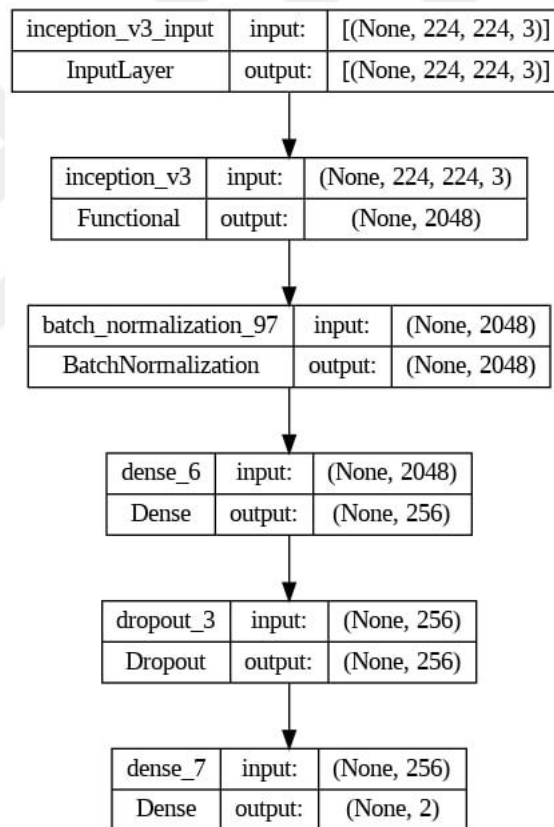 inception_v3_input input: [(None, 224, 224, 3)]
InputLayer output: [(None, 224, 224, 3)]
inception_v3 input: (None, 224, 224, 3)
Functional output: (None, 2048)
batch_normalization_97 input: (None, 2048)
BatchNormalization output: (None, 2048)
dense_6 input: (None, 2048)
Dense output: (None, 256)
dropout_3 input: (None, 256)
Dropout output: (None, 256)
dense_7 input: (None, 256)
Dense output: (None, 2)